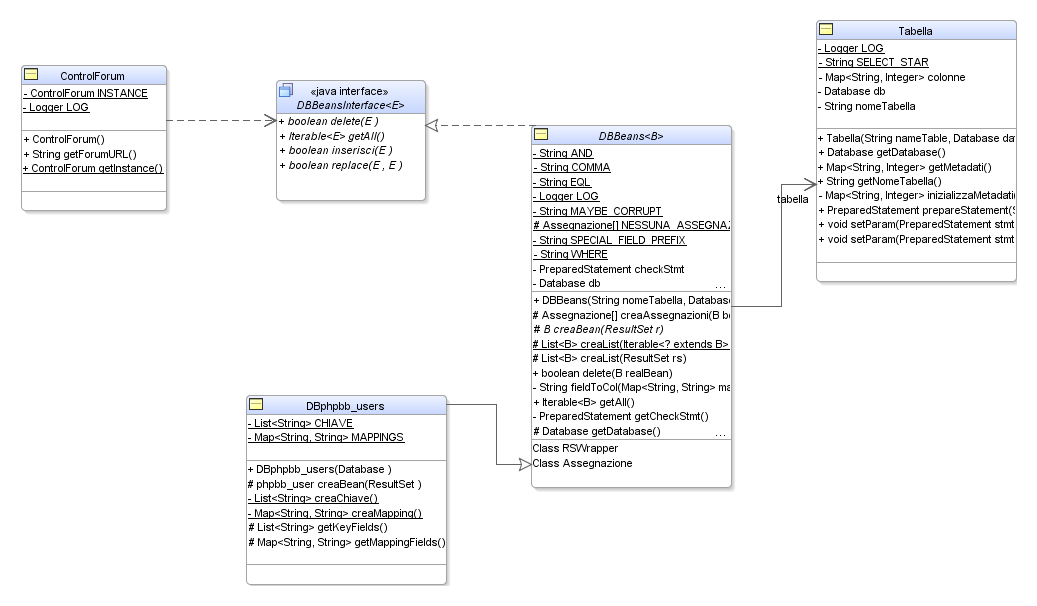 ControlForum
- ControlForum INSTANCE
- Logger LOG
+ ControlForum()
+ String getForumURL()
+ ControlForum getInstance()
«java interface»
DBBeansInterface<E>
+ boolean delete(E )
+ Iterable<E> getAll()
+ boolean inserisci(E )
+ boolean replace(E , E )
DBBeans<B>
- String AND
- String COMMA
- String EQL
- Logger LOG
- String MAYBE_CORRUPT
# Assegnazione[] NESSUNA_ASSEGNAZ
- String SPECIAL_FIELD_PREFIX
- String WHERE
- PreparedStatement checkStmt
- Database db
...
+ DBBeans(String nomeTabella, Database
# Assegnazione[] creaAssegnazioni(B be
# B creaBean(ResultSet r)
# List<B> creaList(Iterable<? extends B>
# List<B> creaList(ResultSet rs)
+ boolean delete(B realBean)
- String fieldToCol(Map<String, String> ma
+ Iterable<B> getAll()
- PreparedStatement getCheckStmt()
# Database getDatabase()
...
Class RSWrapper
Class Assegnazione
tabella
Tabella
- Logger LOG
- String SELECT_STAR
- Map<String, Integer> colonne
- Database db
- String nomeTabella
+ Tabella(String nameTable, Database dat
+ Database getDatabase()
+ Map<String, Integer> getMetadati()
+ String getNomeTabella()
- Map<String, Integer> inizializzaMetadati
+ PreparedStatement prepareStatement(S
+ void setParam(PreparedStatement stmt
+ void setParam(PreparedStatement stmt
DBphpbb_users
- List<String> CHIAVE
- Map<String, String> MAPPINGS
+ DBphpbb_users(Database )
# phpbb_user creaBean(ResultSet )
- List<String> creaChiave()
- Map<String, String> creaMapping()
# List<String> getKeyFields()
# Map<String, String> getMappingFields()